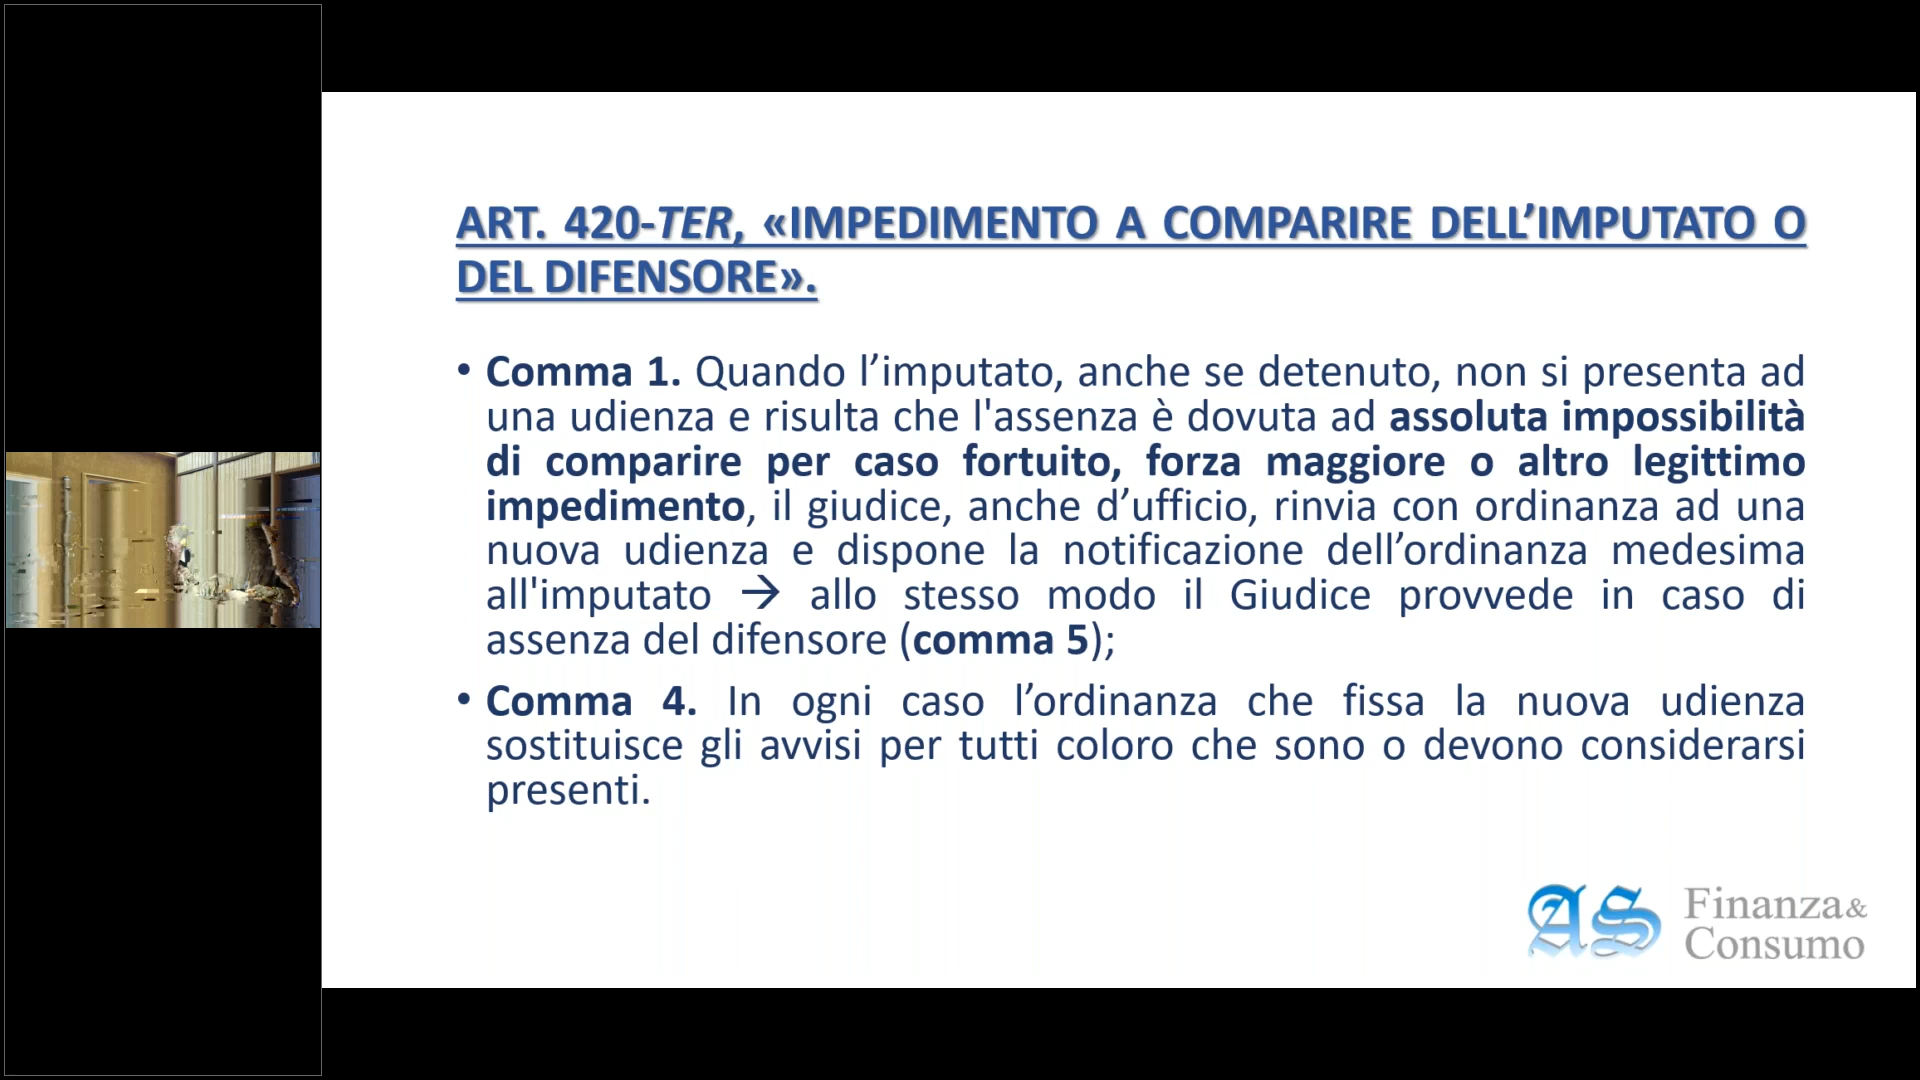 ART. 420-TER, «IMPEDIMENTO A COMPARIRE DELL’IMPUTATO O
DEL DIFENSORE».
• Comma 1. Quando l’imputato, anche se detenuto, non si presenta ad
una udienza e risulta che l'assenza è dovuta ad assoluta impossibilità
di comparire per caso fortuito, forza maggiore o altro legittimo
impedimento, il giudice, anche d’ufficio, rinvia con ordinanza ad una
nuova udienza e dispone la notificazione dell’ordinanza medesima
all'imputato → allo stesso modo il Giudice provvede in caso di
assenza del difensore (comma 5);
• Comma 4. In ogni caso l’ordinanza che fissa la nuova udienza
sostituisce gli avvisi per tutti coloro che sono o devono considerarsi
presenti.
AS Finanza&
Consumo